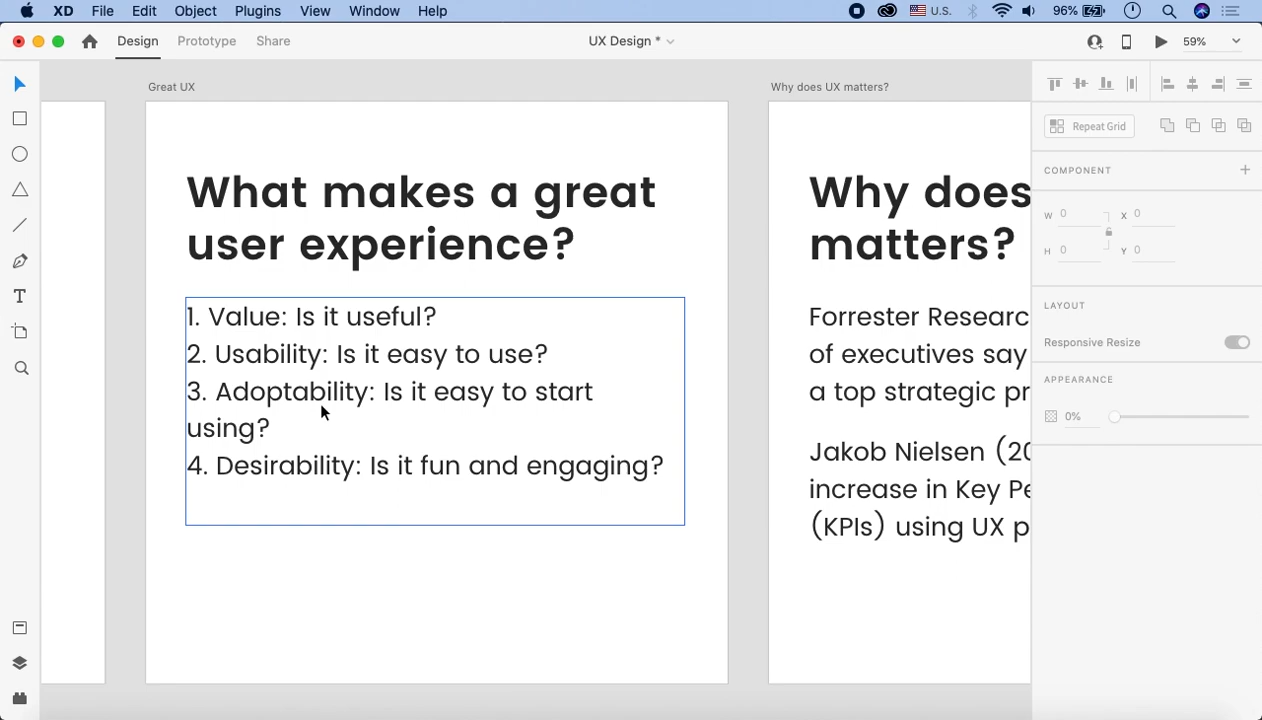 XD File Edit Object Plugins View Window Help
U.S. 96%
Design Prototype Share
UX Design *
59%
Great UX
Why does UX matters?
What makes a great
user experience?
1. Value: Is it useful?
2. Usability: Is it easy to use?
3. Adoptability: Is it easy to start
using?
4. Desirability: Is it fun and engaging?
Why does
matters?
Forrester Researc
of executives say
a top strategic pr
Jakob Nielsen (20
increase in Key Pe
(KPIs) using UX p
Repeat Grid
COMPONENT
W 0 X 0
H 0 Y 0
LAYOUT
Responsive Resize
APPEARANCE
0%